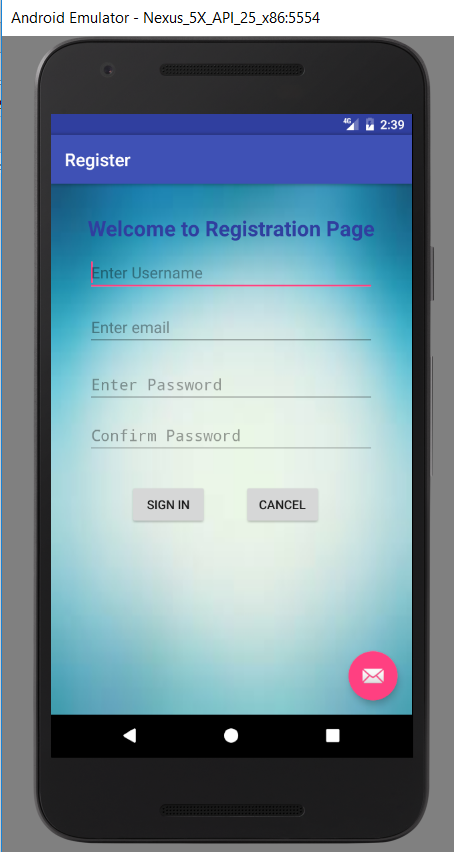 Android Emulator - Nexus_5X_API_25_x86:5554
4G 2:39
Register
Welcome to Registration Page
Enter Username
Enter email
Enter Password
Confirm Password
SIGN IN CANCEL